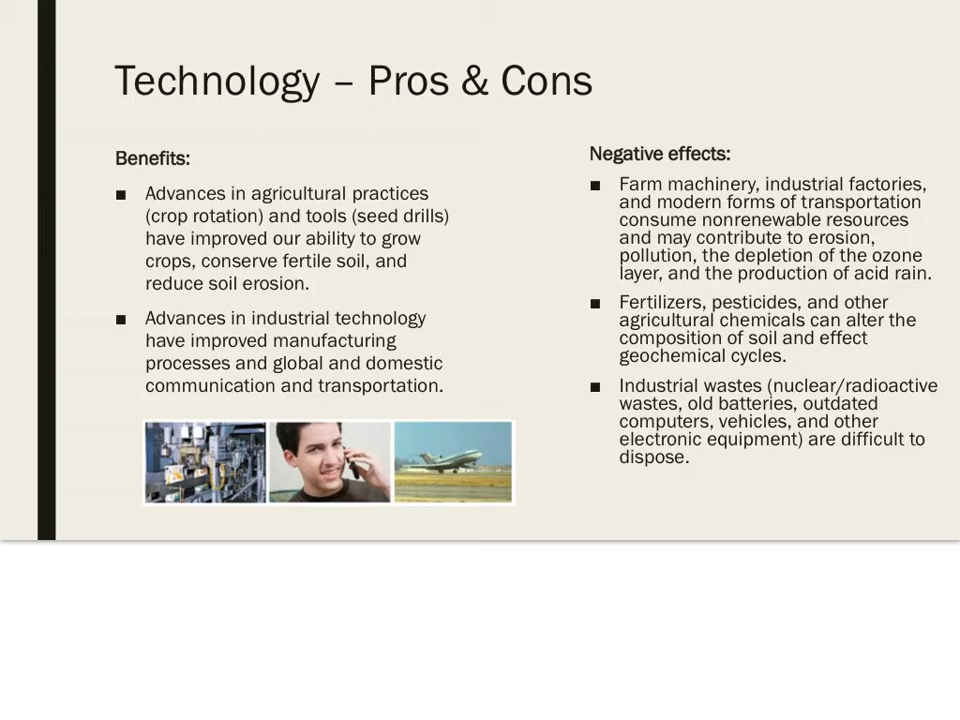 Technology – Pros & Cons
Benefits:
■ Advances in agricultural practices
(crop rotation) and tools (seed drills)
have improved our ability to grow
crops, conserve fertile soil, and
reduce soil erosion.
■ Advances in industrial technology
have improved manufacturing
processes and global and domestic
communication and transportation.
Negative effects:
■ Farm machinery, industrial factories,
and modern forms of transportation
consume nonrenewable resources
and may contribute to erosion,
pollution, the depletion of the ozone
layer, and the production of acid rain.
■ Fertilizers, pesticides, and other
agricultural chemicals can alter the
composition of soil and effect
geochemical cycles.
■ Industrial wastes (nuclear/radioactive
wastes, old batteries, outdated
computers, vehicles, and other
electronic equipment) are difficult to
dispose.